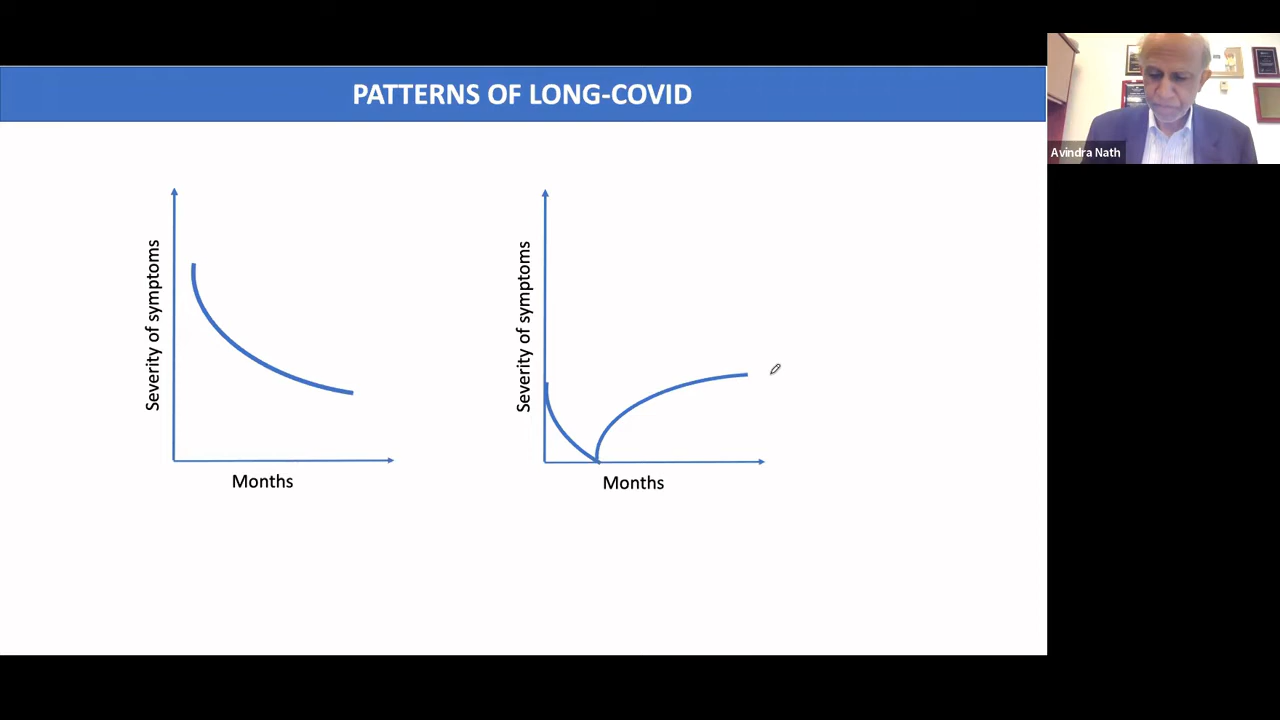 PATTERNS OF LONG-COVID
Avindra Nath
Severity of symptoms
Months
Severity of symptoms
Months